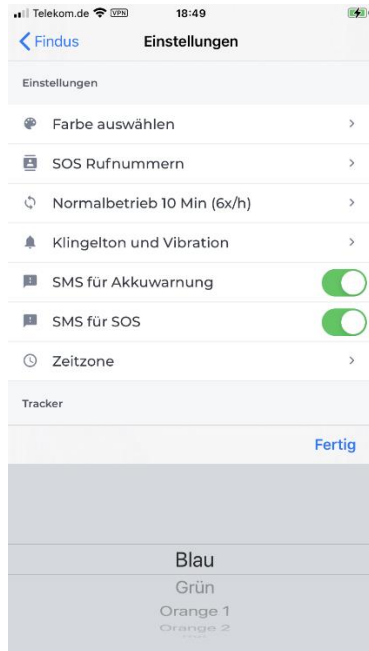 Telekom.de VPN 18:49
Findus Einstellungen
Einstellungen
Farbe auswählen
SOS Rufnummern
Normalbetrieb 10 Min (6x/h)
Klingelton und Vibration
SMS für Akkuwarnung
SMS für SOS
Zeitzone
Tracker
Fertig
Blau
Grün
Orange 1
Orange 2